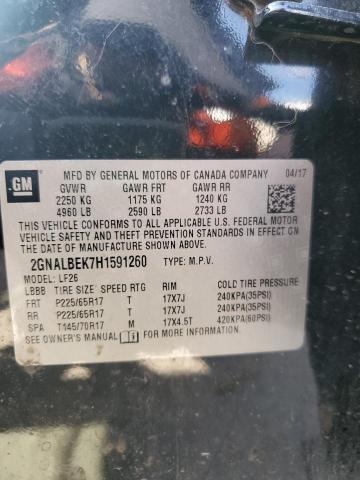 GM
MFD BY GENERAL MOTORS OF CANADA COMPANY 04/17
GVWR GAWR FRT GAWR RR
2250 KG 1175 KG 1240 KG
4960 LB 2590 LB 2733 LB
THIS VEHICLE CONFORMS TO ALL APPLICABLE U.S. FEDERAL MOTOR
VEHICLE SAFETY AND THEFT PREVENTION STANDARDS IN EFFECT ON
THE DATE OF MANUFACTURE SHOWN ABOVE.
2GNALBEK7H1591260 TYPE: M.P.V.
MODEL: LF26
LBBB TIRE SIZE SPEED RTG RIM COLD TIRE PRESSURE
FRT P225/65R17 T 17X7J 240KPA(35PSI)
RR P225/65R17 T 17X7J 240KPA(35PSI)
SPA T145/70R17 M 17X4.5T 420KPA(60PSI)
SEE OWNER'S MANUAL FOR MORE INFORMATION.